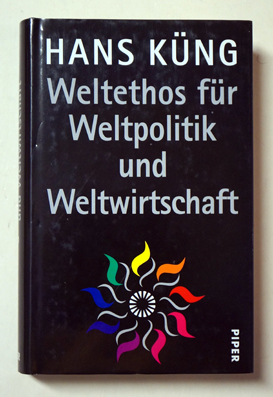 HANS KÜNG
Weltethos für
Weltpolitik
und
Weltwirtschaft
PIPER